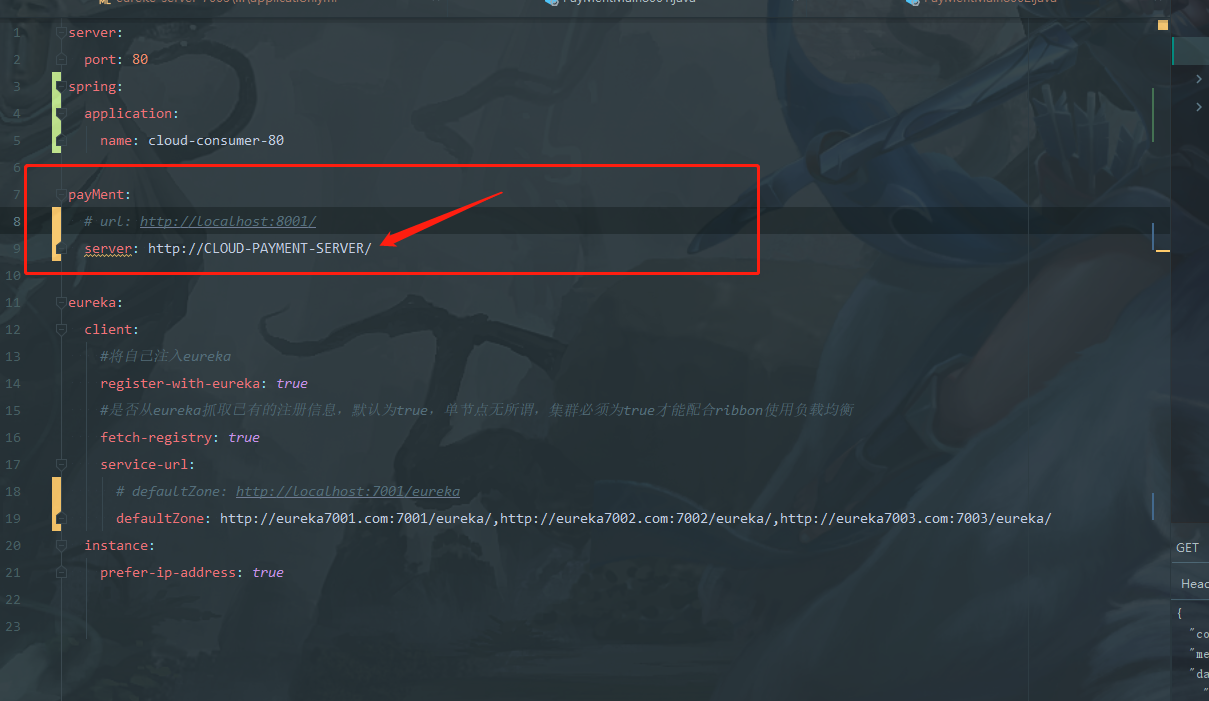 server:
port: 80
spring:
application:
name: cloud-consumer-80
payMent:
# url: http://localhost:8001/
server: http://CLOUD-PAYMENT-SERVER/
eureka:
client:
#将自己注入eureka
register-with-eureka: true
#是否从eureka抓取已有的注册信息，默认为true，单节点无所谓，集群必须为true才能配合ribbon使用负载均衡
fetch-registry: true
service-url:
# defaultZone: http://localhost:7001/eureka
defaultZone: http://eureka7001.com:7001/eureka/,http://eureka7002.com:7002/eureka/,http://eureka7003.com:7003/eureka/
instance:
prefer-ip-address: true
1
2
3
4
5
6
7
8
9
10
11
12
13
14
15
16
17
18
19
20
21
22
23
GET
Head
{
"co
"me
"da